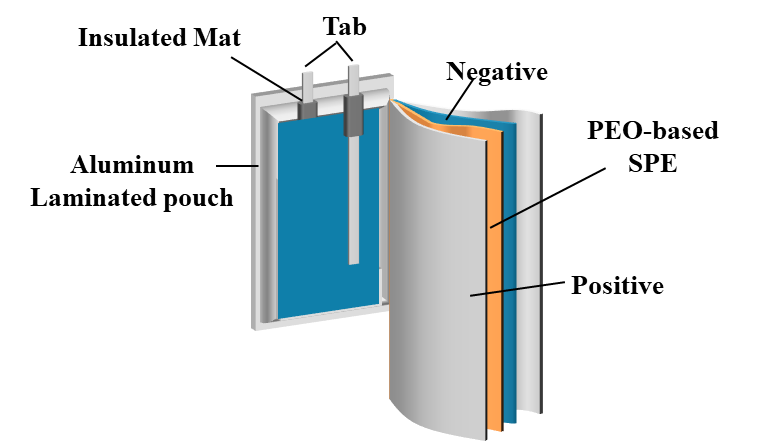 Tab
Insulated Mat
Negative
PEO-based
SPE
Aluminum
Laminated pouch
Positive